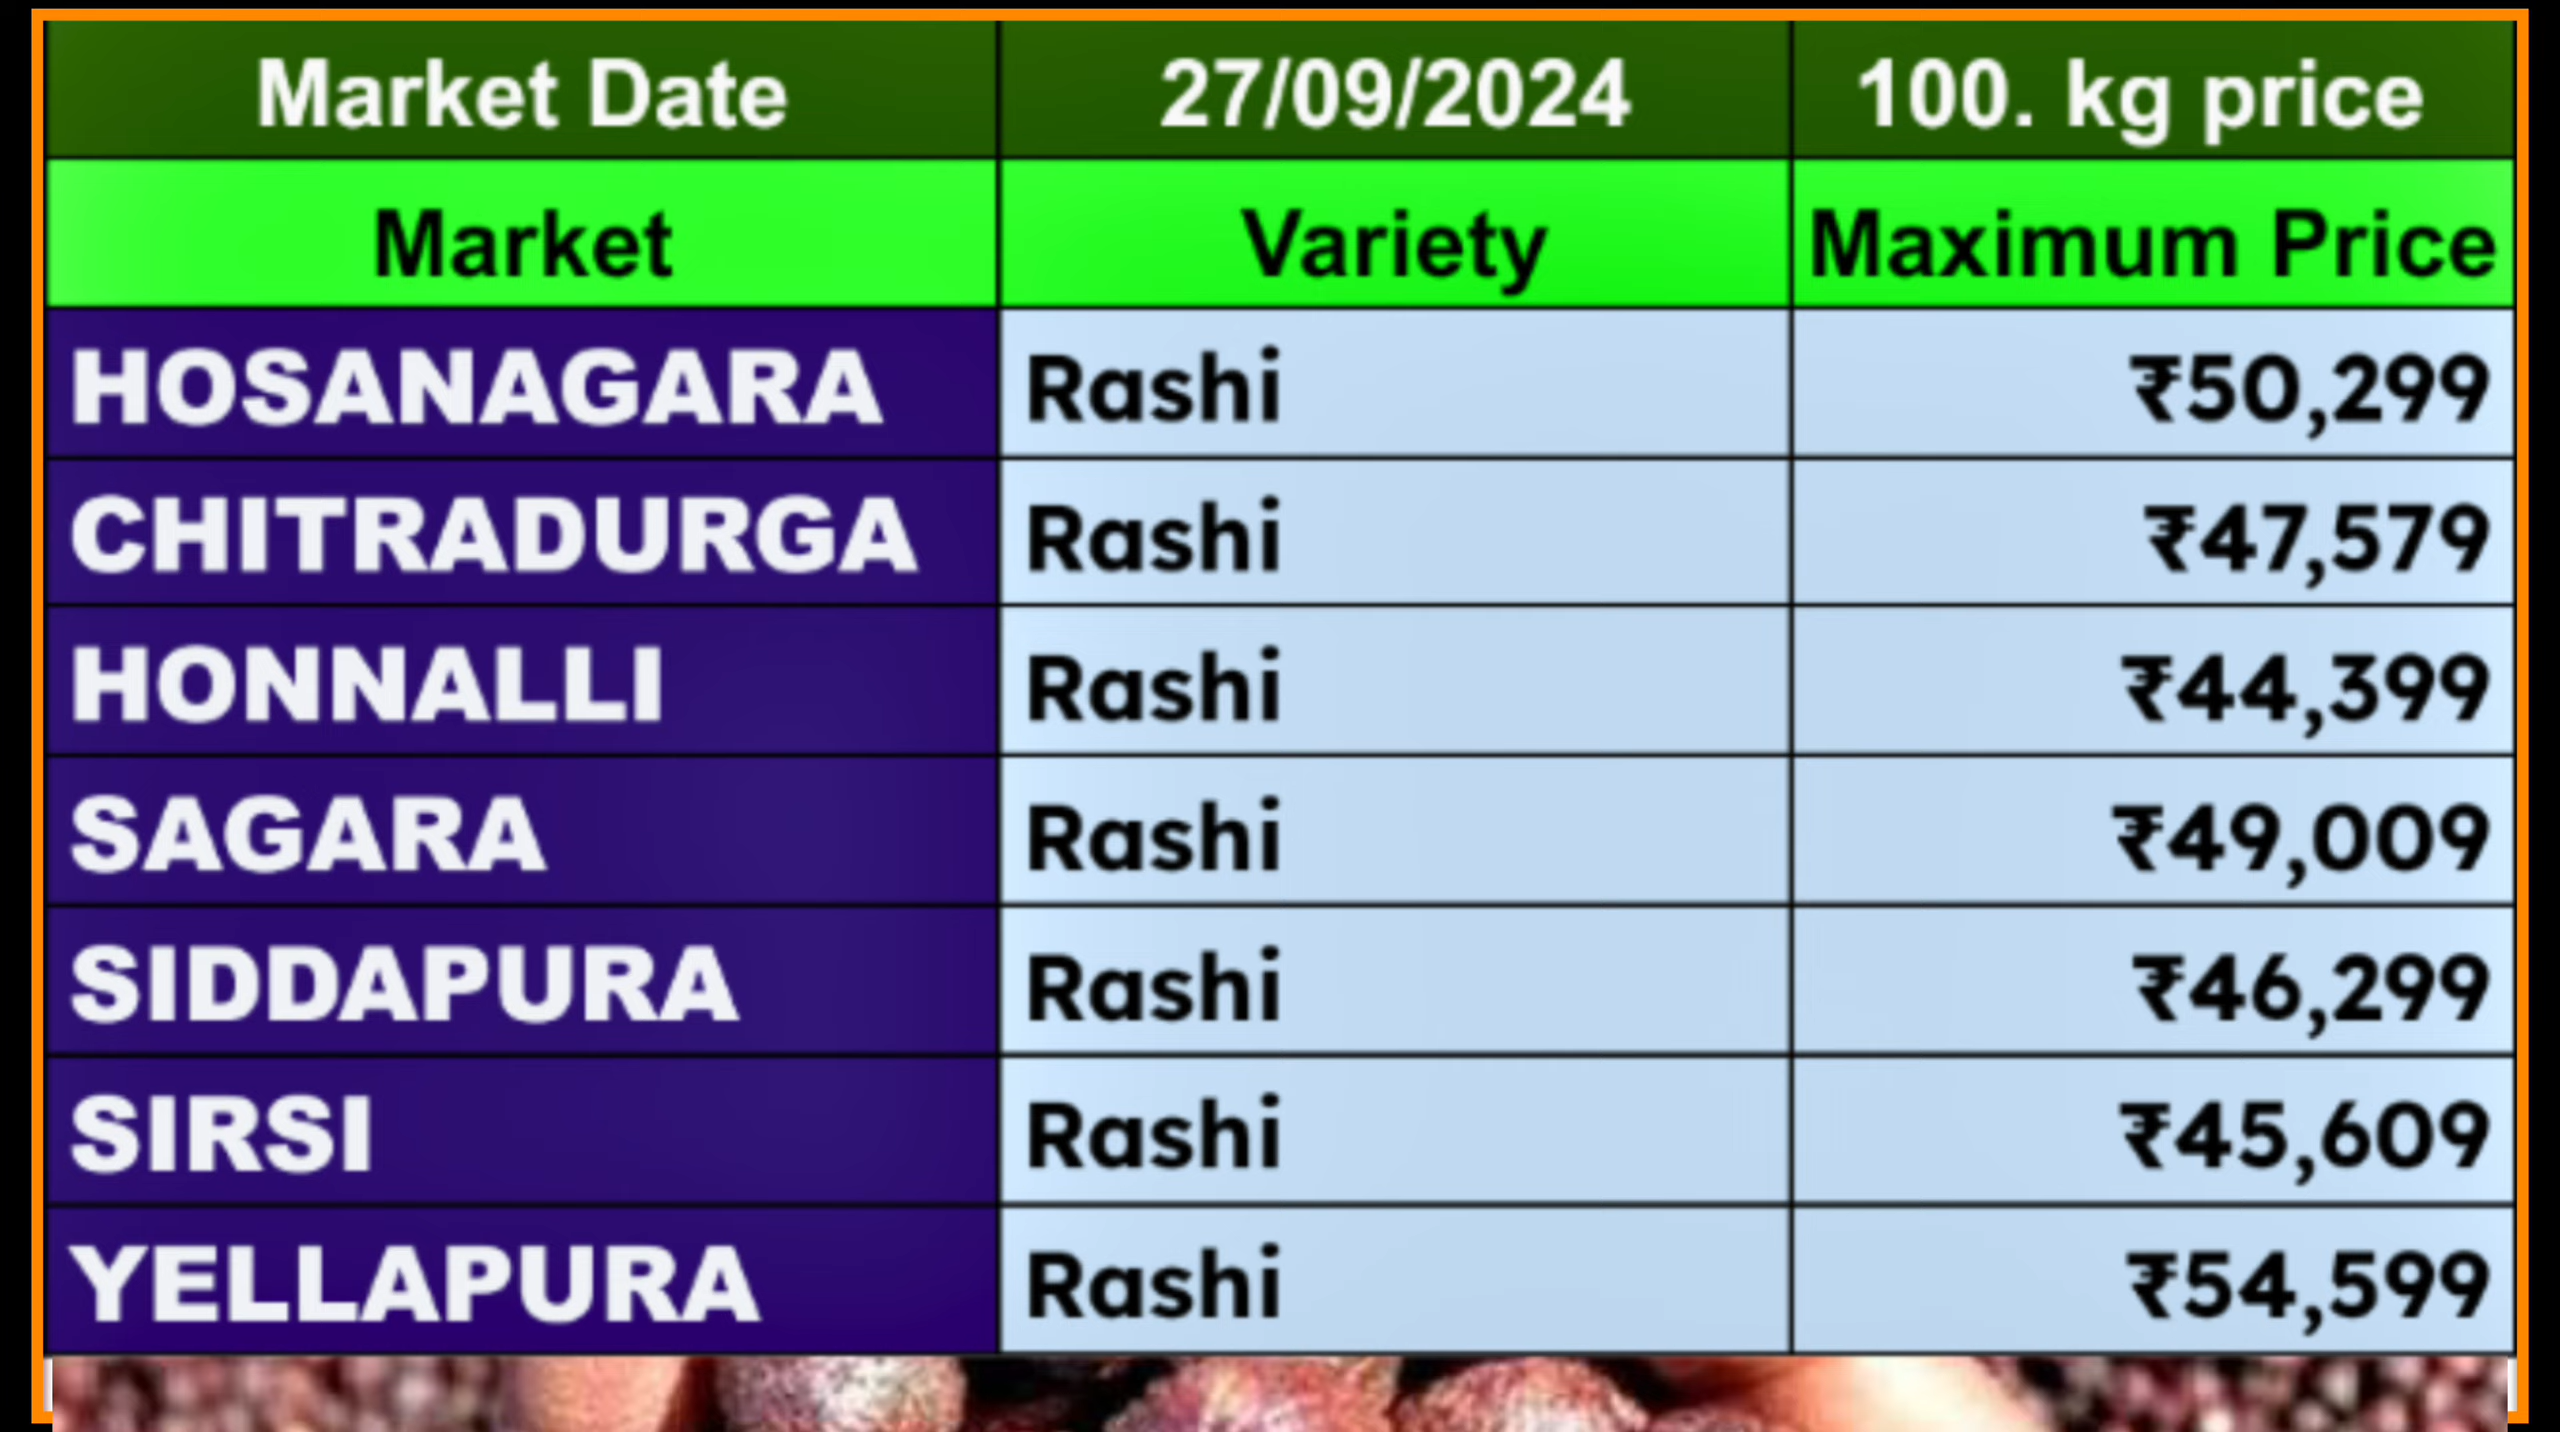 Market Date 27/09/2024 100. kg price
Market Variety Maximum Price
HOSANAGARA Rashi ₹50,299
CHITRADURGA Rashi ₹47,579
HONNALLI Rashi ₹44,399
SAGARA Rashi ₹49,009
SIDDAPURA Rashi ₹46,299
SIRSI Rashi ₹45,609
YELLAPURA Rashi ₹54,599